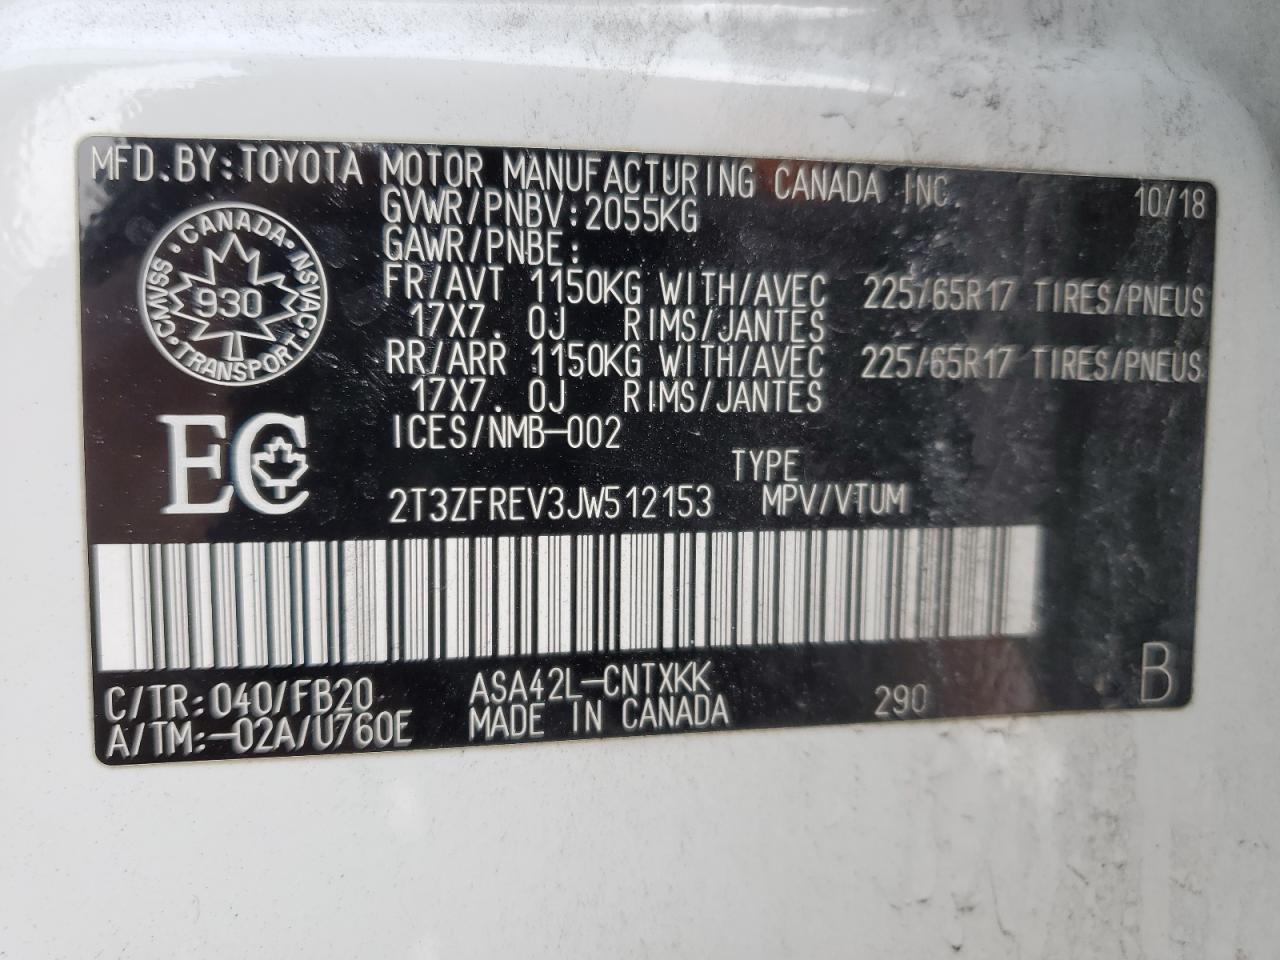 MFD.BY:TOYOTA MOTOR MANUFACTURING CANADA INC. 10/18
GVWR/PNBV:2055KG
GAWR/PNBE:
FR/AVT 1150KG WITH/AVEC 225/65R17 TIRES/PNEUS
17X7.0J RIMS/JANTES
RR/ARR 1150KG WITH/AVEC 225/65R17 TIRES/PNEUS
17X7.0J RIMS/JANTES
ICES/NMB-002
CANADA · NSVAC · TRANSPORT · CMVSS ·
930
EC
TYPE
2T3ZFREV3JW512153 MPV/VTUM
C/TR:040/FB20 ASA42L-CNTXKK 290 B
A/TM:-02A/U760E MADE IN CANADA